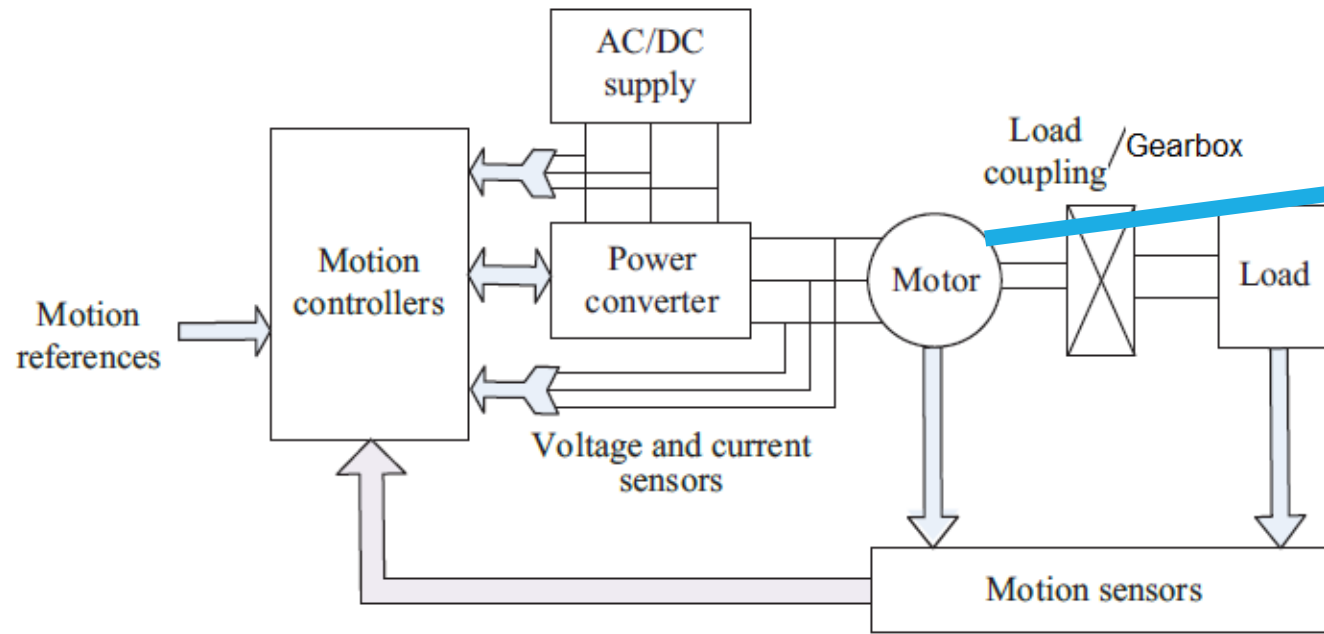 AC/DC
supply
Load
coupling
/Gearbox
Motion
controllers
Power
converter
Motor
Load
Motion
references
Voltage and current
sensors
Motion sensors